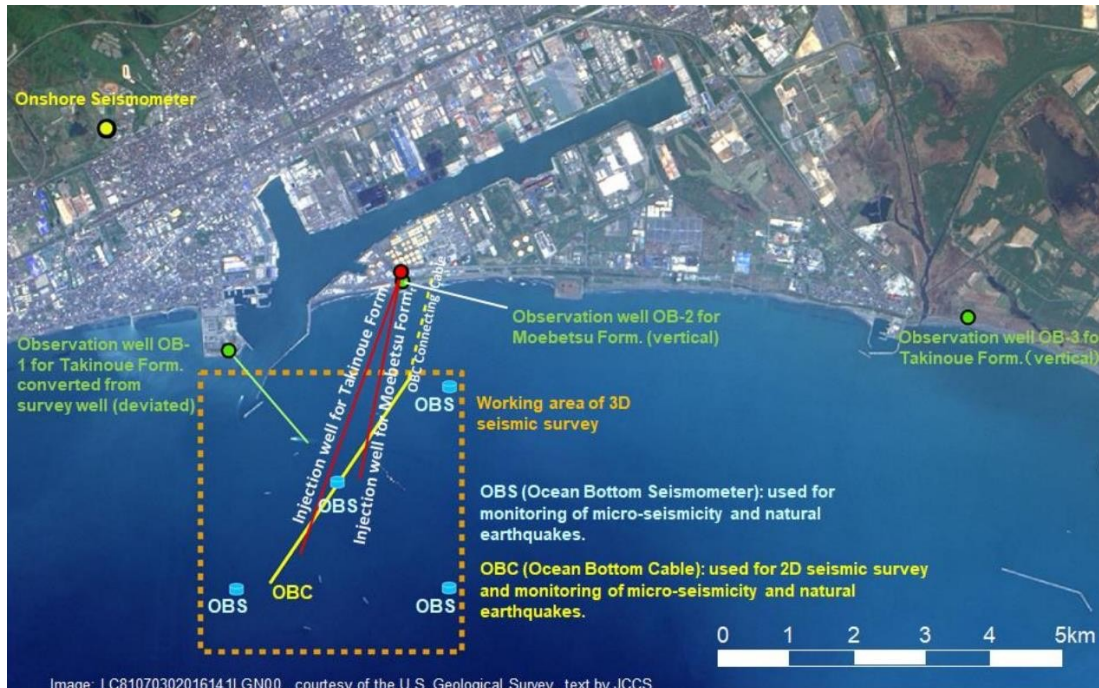 Onshore Seismometer
Observation well OB-
1 for Takinoue Form.
converted from
survey well (deviated)
Injection well for Takinoue Form.
Injection well for Moebetsu Form.
OBC Connecting Cable
Observation well OB-2 for
Moebetsu Form. (vertical)
Observation well OB-3 for
Takinoue Form. (vertical)
OBS
Working area of 3D
seismic survey
OBS
OBS (Ocean Bottom Seismometer): used for
monitoring of micro-seismicity and natural
earthquakes.
OBC (Ocean Bottom Cable): used for 2D seismic survey
and monitoring of micro-seismicity and natural
earthquakes.
OBC
OBS
OBS
0 1 2 3 4 5km
Image: LC81070302016141LGN00, courtesy of the U.S. Geological Survey, text by JCCS